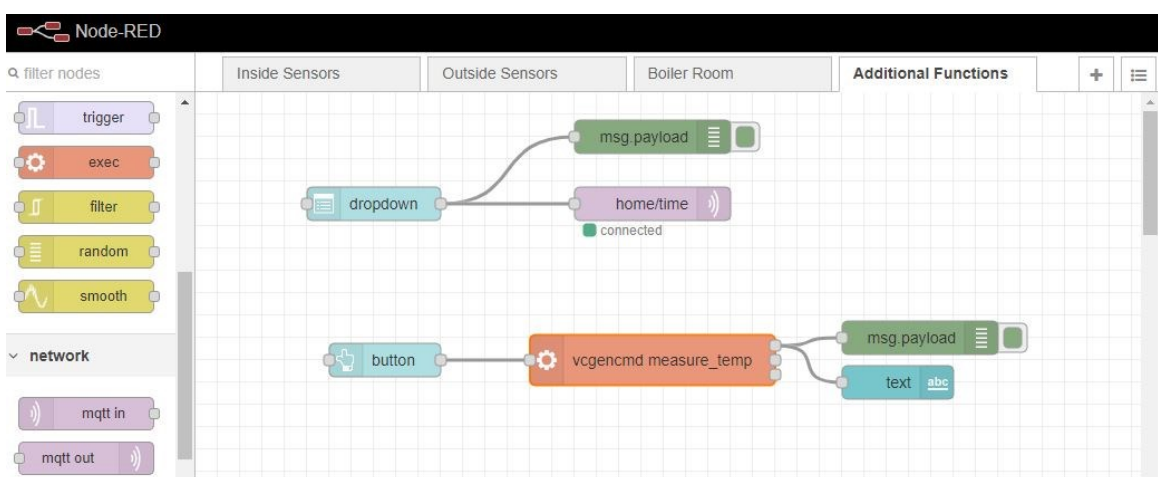 Node-RED
filter nodes
Inside Sensors
Outside Sensors
Boiler Room
Additional Functions
+
trigger
exec
filter
random
smooth
network
mqtt in
mqtt out
msg.payload
dropdown
home/time
connected
button
vcgencmd measure_temp
msg.payload
text abc